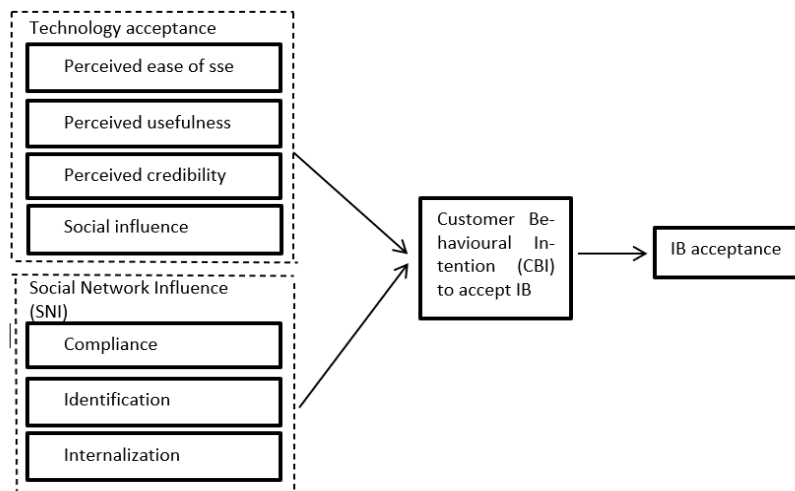 Technology acceptance
Perceived ease of sse
Perceived usefulness
Perceived credibility
Social influence
Social Network Influence
(SNI)
Compliance
Identification
Internalization
Customer Be-
havioural In-
tention (CBI)
to accept IB
IB acceptance